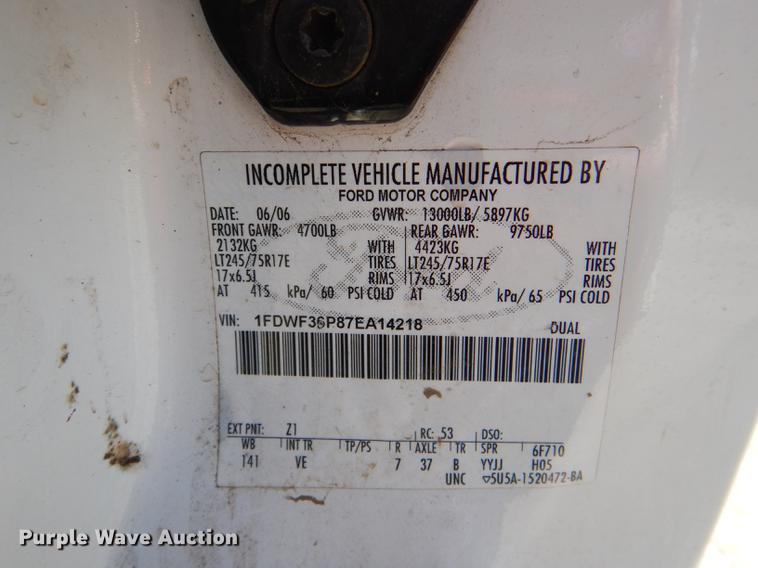 INCOMPLETE VEHICLE MANUFACTURED BY
FORD MOTOR COMPANY
DATE: 06/06 GVWR: 13000LB/ 5897KG
FRONT GAWR: 4700LB REAR GAWR: 9750LB
2132KG WITH 4423KG WITH
LT245/75R17E TIRES LT245/75R17E TIRES
17x6.5J RIMS 17x6.5J RIMS
AT 415 kPa/ 60 PSI COLD AT 450 kPa/ 65 PSI COLD
VIN: 1FDWF36P87EA14218 DUAL
EXT PNT: Z1 RC: 53 DSO:
WB INT TR TP/PS R AXLE TR SPR 6F710
141 VE 7 37 B YYJJ H05
UNC 5U5A-1520472-BA
Purple Wave Auction